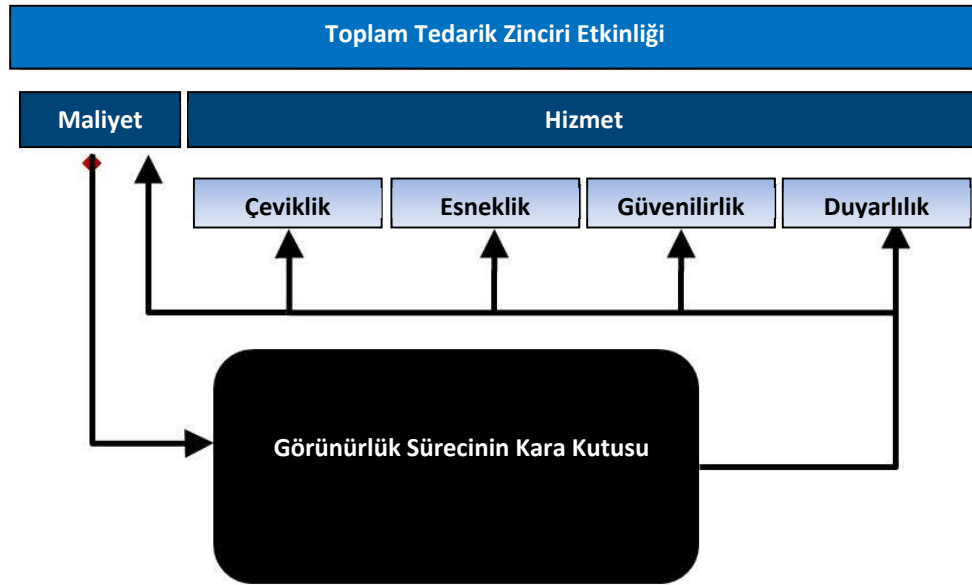 Toplam Tedarik Zinciri Etkinliği
Maliyet
Hizmet
Çeviklik
Esneklik
Güvenilirlik
Duyarlılık
Görünürlük Sürecinin Kara Kutusu